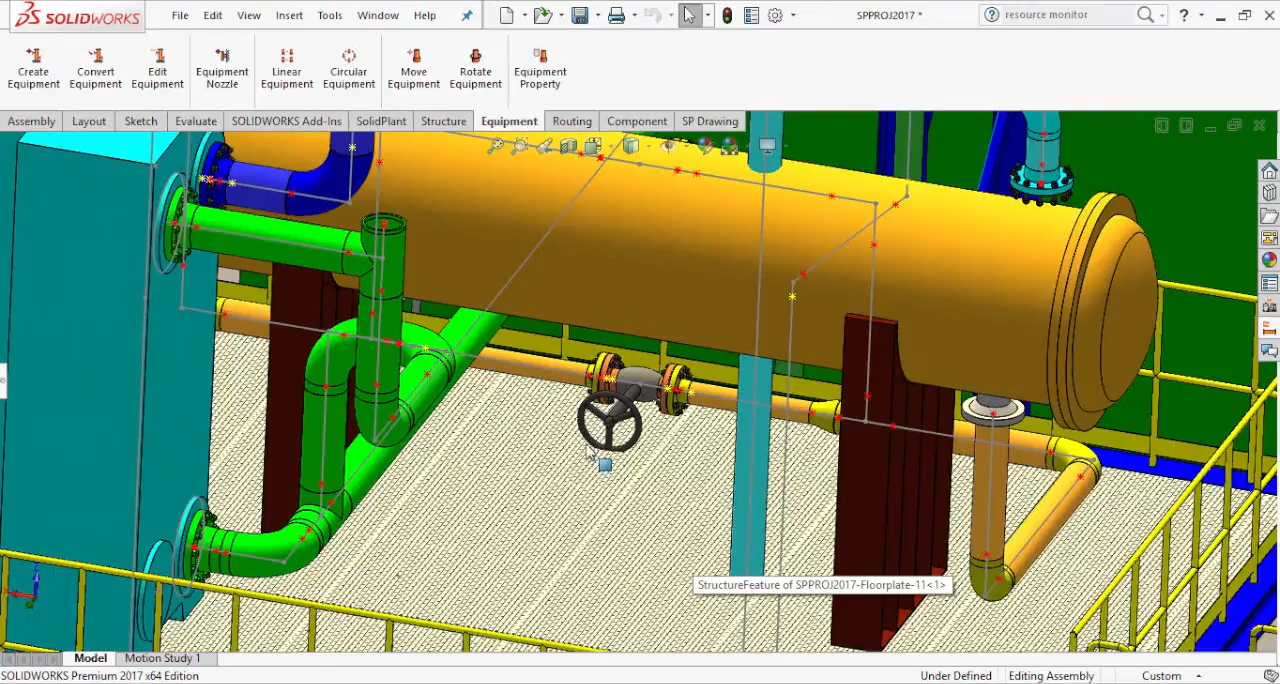 SOLIDWORKS
File Edit View Insert Tools Window Help
SPPROJ2017 *
resource monitor
?
Create Equipment
Convert Equipment
Edit Equipment
Equipment Nozzle
Linear Equipment
Circular Equipment
Move Equipment
Rotate Equipment
Equipment Property
Assembly Layout Sketch Evaluate SOLIDWORKS Add-Ins SolidPlant Structure Equipment Routing Component SP Drawing
StructureFeature of SPPROJ2017-Floorplate-11<1>
Model Motion Study 1
SOLIDWORKS Premium 2017 x64 Edition
Under Defined Editing Assembly Custom